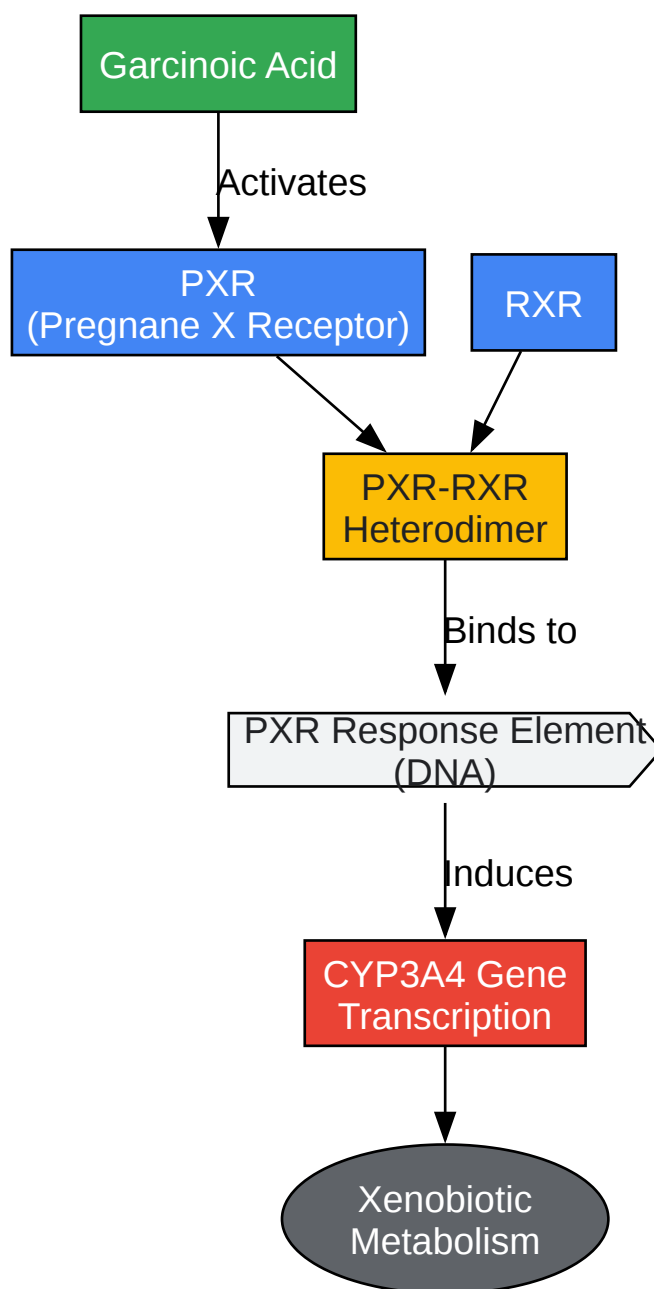 Garcinoic Acid
Activates
PXR
(Pregnane X Receptor)
RXR
PXR-RXR
Heterodimer
Binds to
PXR Response Element
(DNA)
Induces
CYP3A4 Gene
Transcription
Xenobiotic
Metabolism